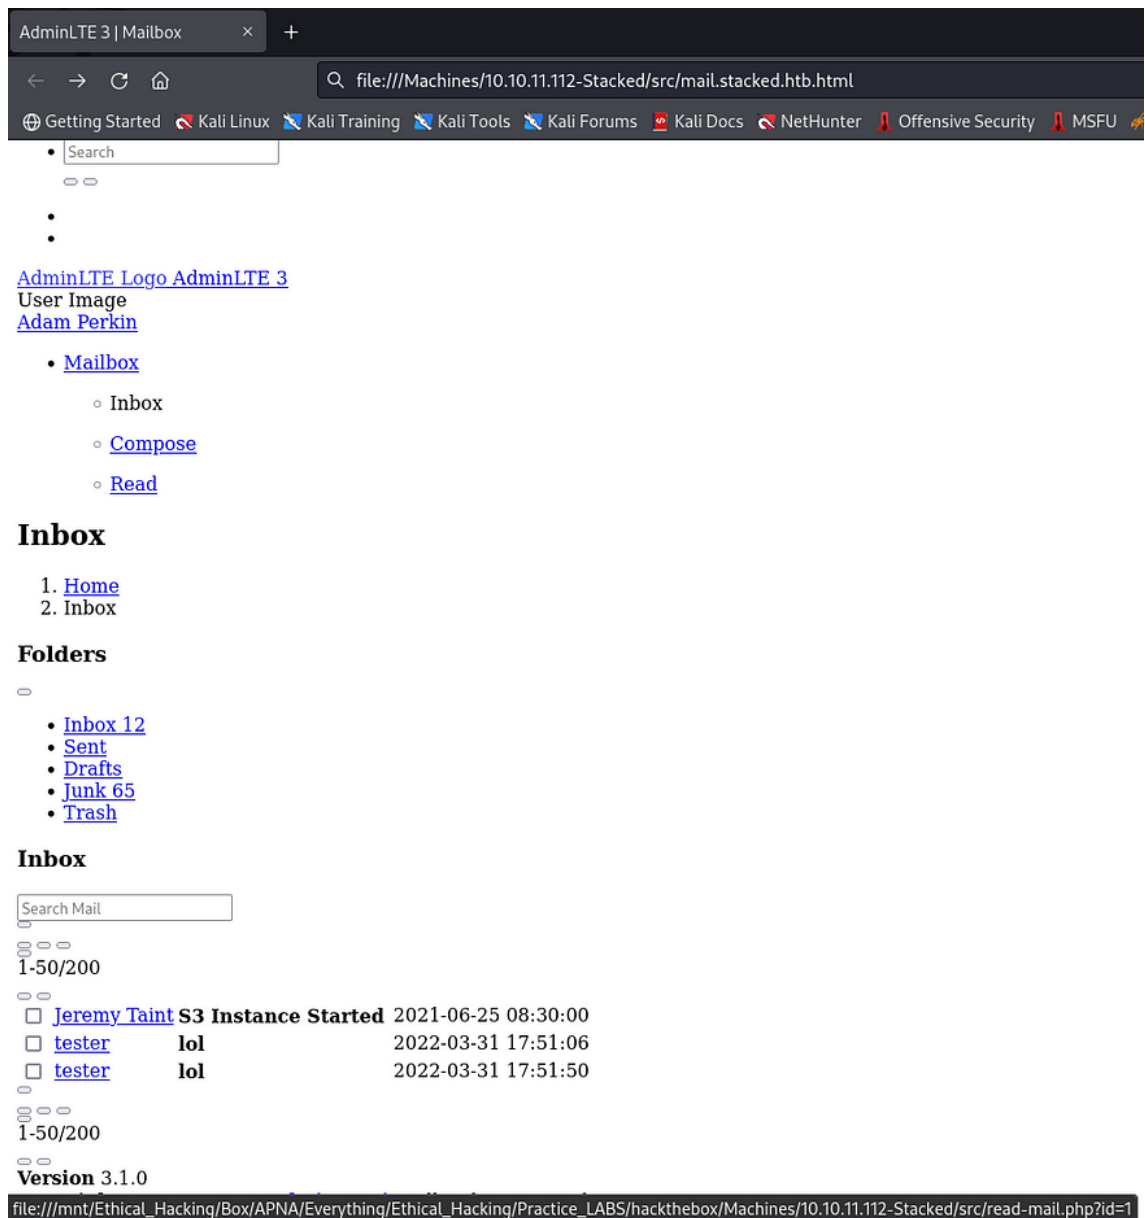 AdminLTE 3 | Mailbox
file:///Machines/10.10.11.112-Stacked/src/mail.stacked.htb.html
Getting Started Kali Linux Kali Training Kali Tools Kali Forums Kali Docs NetHunter Offensive Security MSFU
Search
AdminLTE Logo AdminLTE 3
User Image
Adam Perkin
Mailbox
Inbox
Compose
Read
Inbox
1. Home
2. Inbox
Folders
Inbox 12
Sent
Drafts
Junk 65
Trash
Inbox
Search Mail
1-50/200
Jeremy Taint S3 Instance Started 2021-06-25 08:30:00
tester lol 2022-03-31 17:51:06
tester lol 2022-03-31 17:51:50
1-50/200
Version 3.1.0
file:///mnt/Ethical_Hacking/Box/APNA/Everything/Ethical_Hacking/Practice_LABS/hackthebox/Machines/10.10.11.112-Stacked/src/read-mail.php?id=1